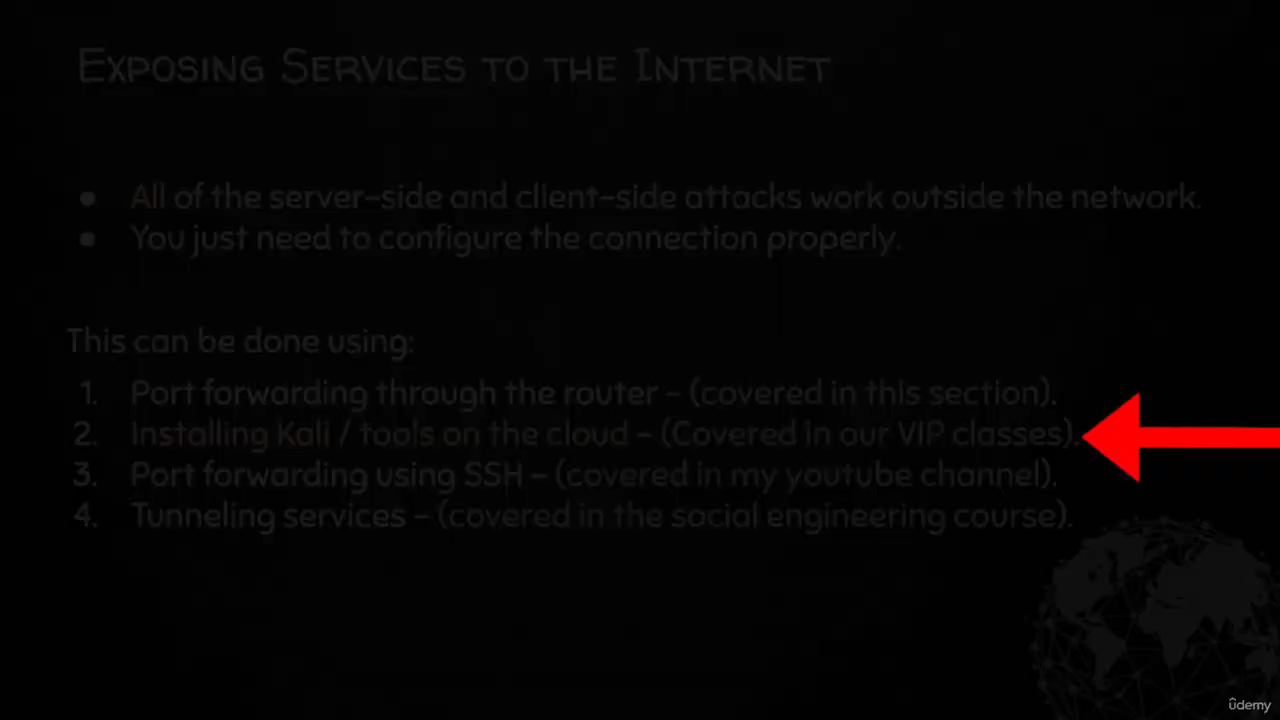 Exposing Services to the Internet
● All of the server-side and client-side attacks work outside the network.
● You just need to configure the connection properly.
This can be done using:
1. Port forwarding through the router - (covered in this section).
2. Installing Kali / tools on the cloud - (Covered in our VIP classes).
3. Port forwarding using SSH - (covered in my youtube channel).
4. Tunneling services - (covered in the social engineering course).
ûdemy